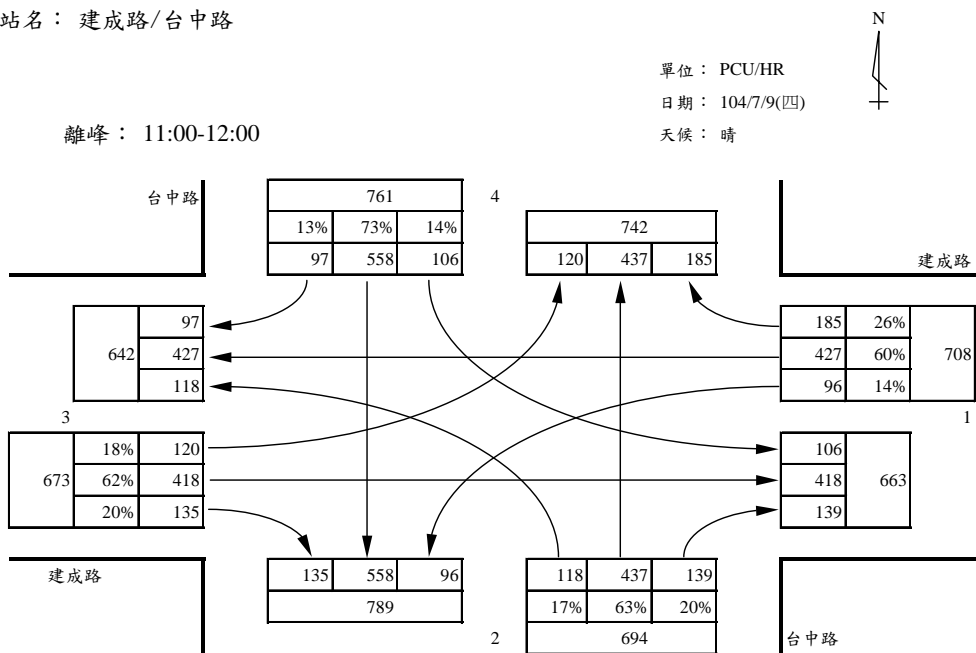 站名： 建成路/台中路
N
單位： PCU/HR
日期： 104/7/9(四)
天候： 晴
離峰： 11:00-12:00
台中路
761
13% 73% 14%
97 558 106
4
742
120 437 185
建成路
642
97
427
118
185 26%
427 60%
96 14%
708
3
1
673
18% 120
62% 418
20% 135
106
418
139
663
建成路
135 558 96
789
2
118 437 139
17% 63% 20%
694
台中路